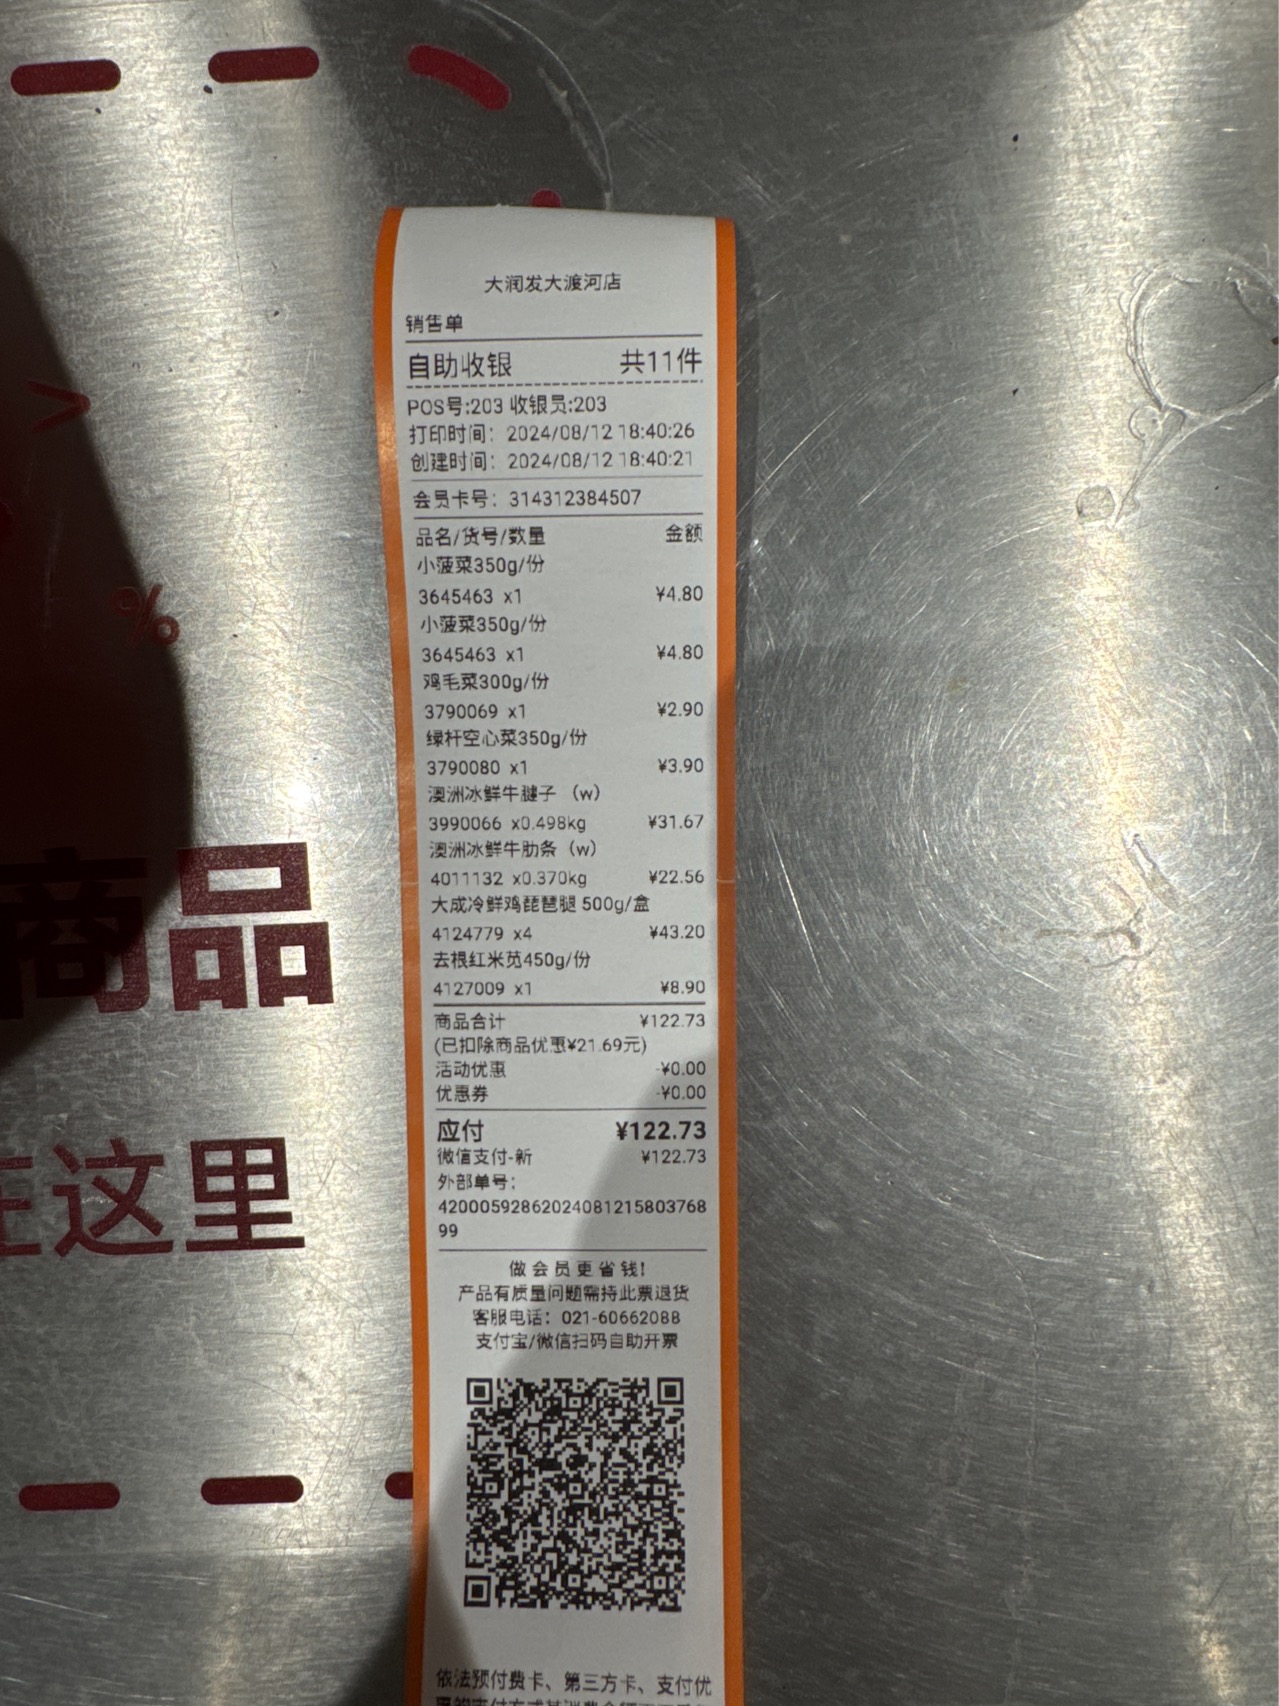 大润发大渡河店
销售单
自助收银 共11件
POS号:203 收银员:203
打印时间：2024/08/12 18:40:26
创建时间：2024/08/12 18:40:21
会员卡号：314312384507
品名/货号/数量 金额
小菠菜350g/份
3645463 x1 ¥4.80
小菠菜350g/份
3645463 x1 ¥4.80
鸡毛菜300g/份
3790069 x1 ¥2.90
绿杆空心菜350g/份
3790080 x1 ¥3.90
澳洲冰鲜牛腱子（w）
3990066 x0.498kg ¥31.67
澳洲冰鲜牛肋条（w）
4011132 x0.370kg ¥22.56
大成冷鲜鸡琵琶腿 500g/盒
4124779 x4 ¥43.20
去根红米苋450g/份
4127009 x1 ¥8.90
商品合计 ¥122.73
(已扣除商品优惠¥21.69元)
活动优惠 -¥0.00
优惠券 -¥0.00
应付 ¥122.73
微信支付-新 ¥122.73
外部单号：
42000592862024081215803768
99
做会员更省钱!
产品有质量问题需持此票退货
客服电话：021-60662088
支付宝/微信扫码自助开票
依法预付费卡、第三方卡、支付优
%
商品
在这里